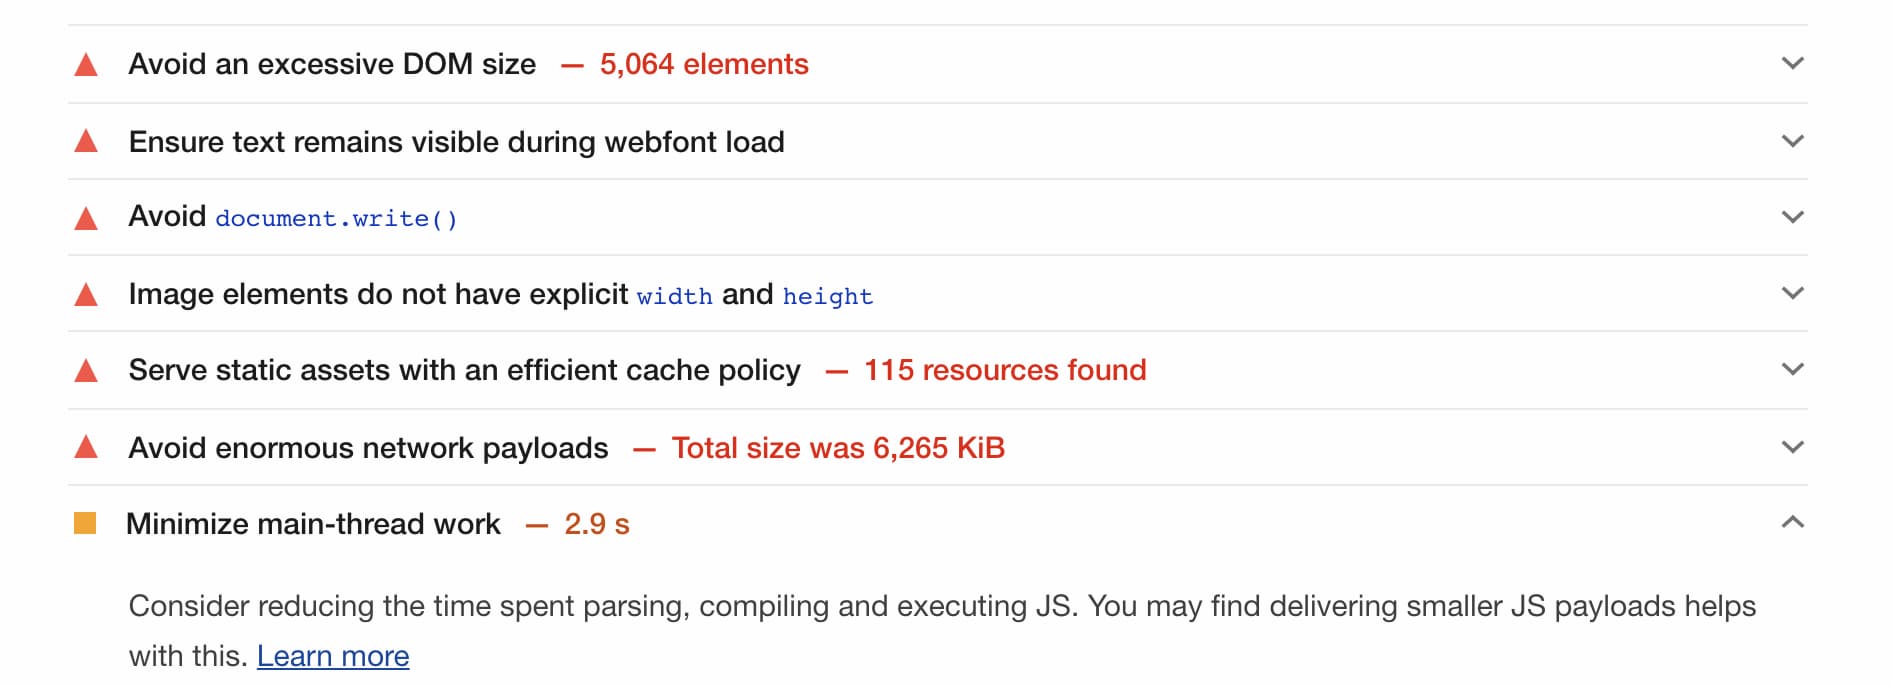 Avoid an excessive DOM size — 5,064 elements
Ensure text remains visible during webfont load
Avoid document.write()
Image elements do not have explicit width and height
Serve static assets with an efficient cache policy — 115 resources found
Avoid enormous network payloads — Total size was 6,265 KiB
Minimize main-thread work — 2.9 s
Consider reducing the time spent parsing, compiling and executing JS. You may find delivering smaller JS payloads helps
with this. Learn more